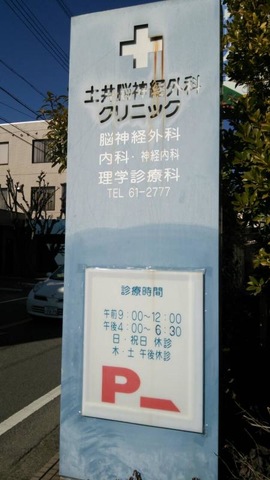 土井脳神経外科
クリニック
脳神経外科
内科・神経内科
理学診療科
TEL 61-2777
診療時間
午前9:00〜12:00
午後4:00〜 6:30
日・祝日 休診
木・土 午後休診
P